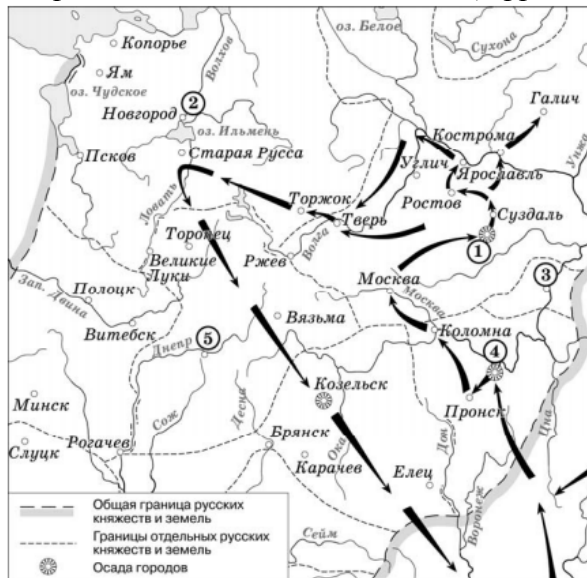 оз. Белое
Сухона
Копорье
Ям
Волхов
оз. Чудское
Новгород
2
Галич
оз. Ильмень
Кострома
Псков
Старая Русса
Углич
Ярославль
Унжа
Ловать
Торжок
Ростов
Тверь
Суздаль
Торопец
Ржев
Волга
1
Великие
Луки
Москва
3
Зап. Двина
Полоцк
Москва
Вязьма
Коломна
Витебск
5
Днепр
4
Козельск
Минск
Сож
Десна
Пронск
Цна
Слуцк
Рогачев
Брянск
Ока
Дон
Карачев
Елец
Воронеж
Сейм
Общая граница русских
княжеств и земель
Границы отдельных русских
княжеств и земель
Осада городов